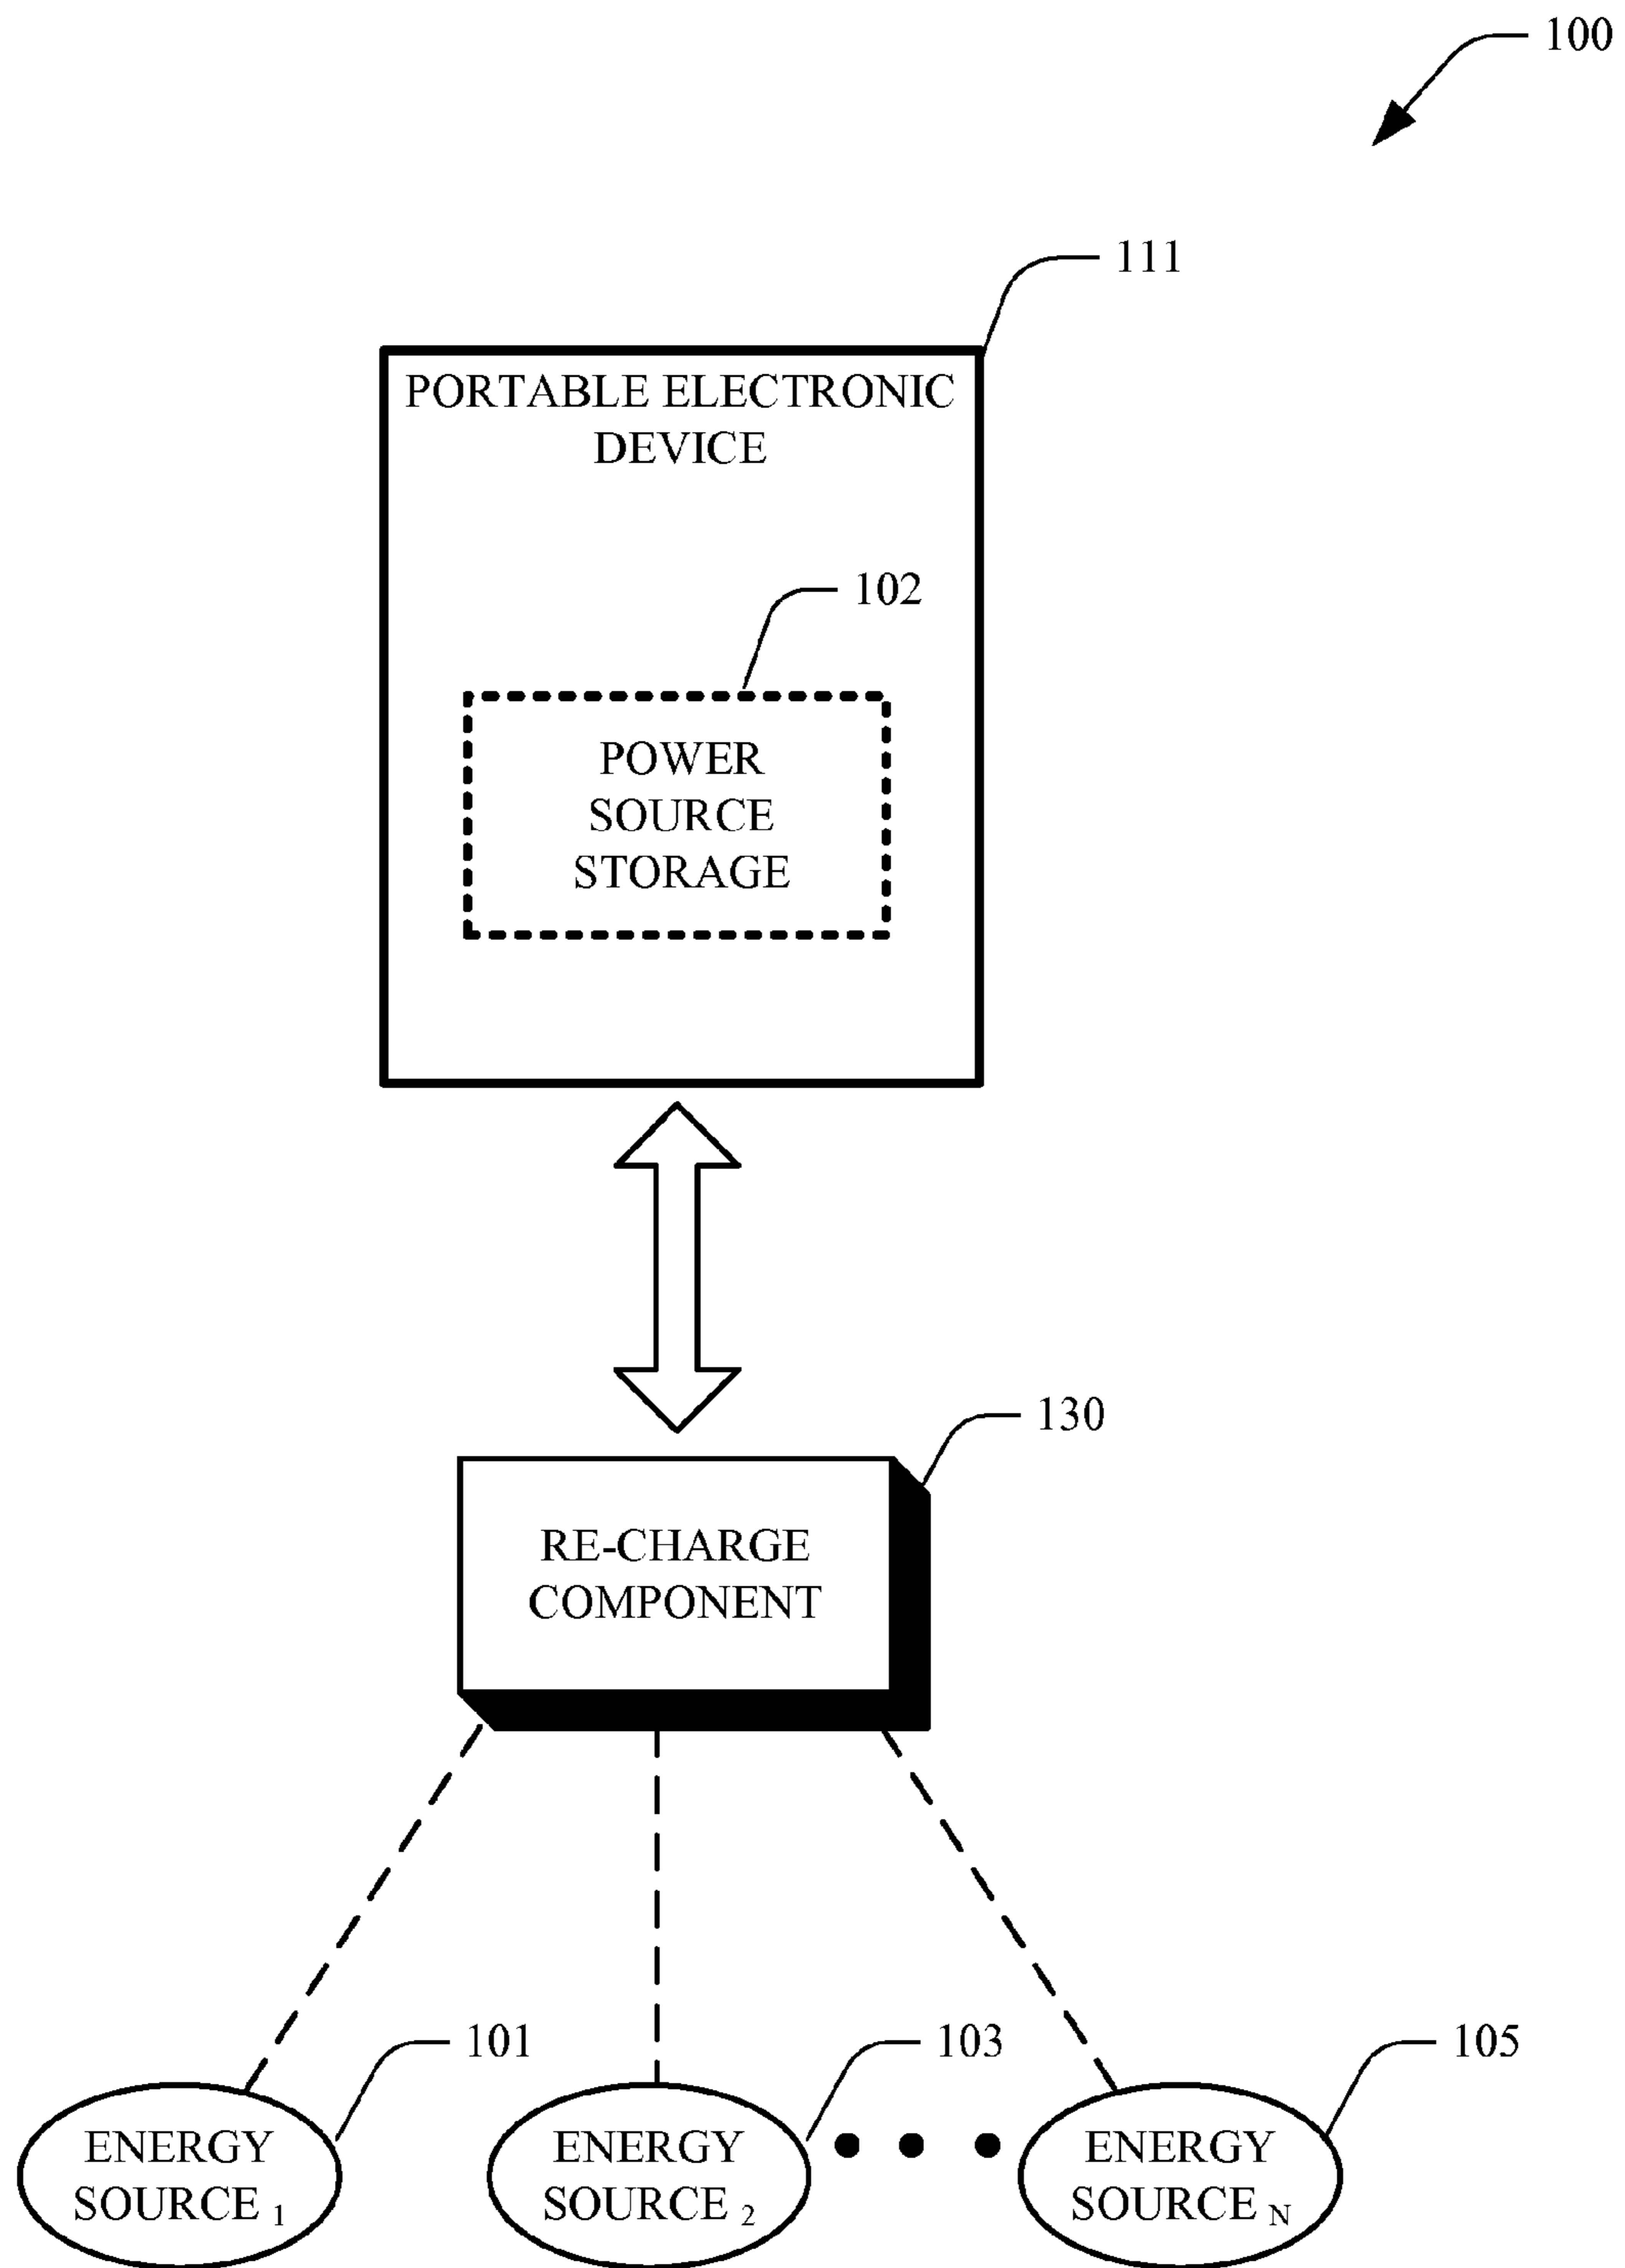 100
111
PORTABLE ELECTRONIC
DEVICE
102
POWER
SOURCE
STORAGE
130
RE-CHARGE
COMPONENT
101
103
105
ENERGY
SOURCE 1
ENERGY
SOURCE 2
ENERGY
SOURCE N